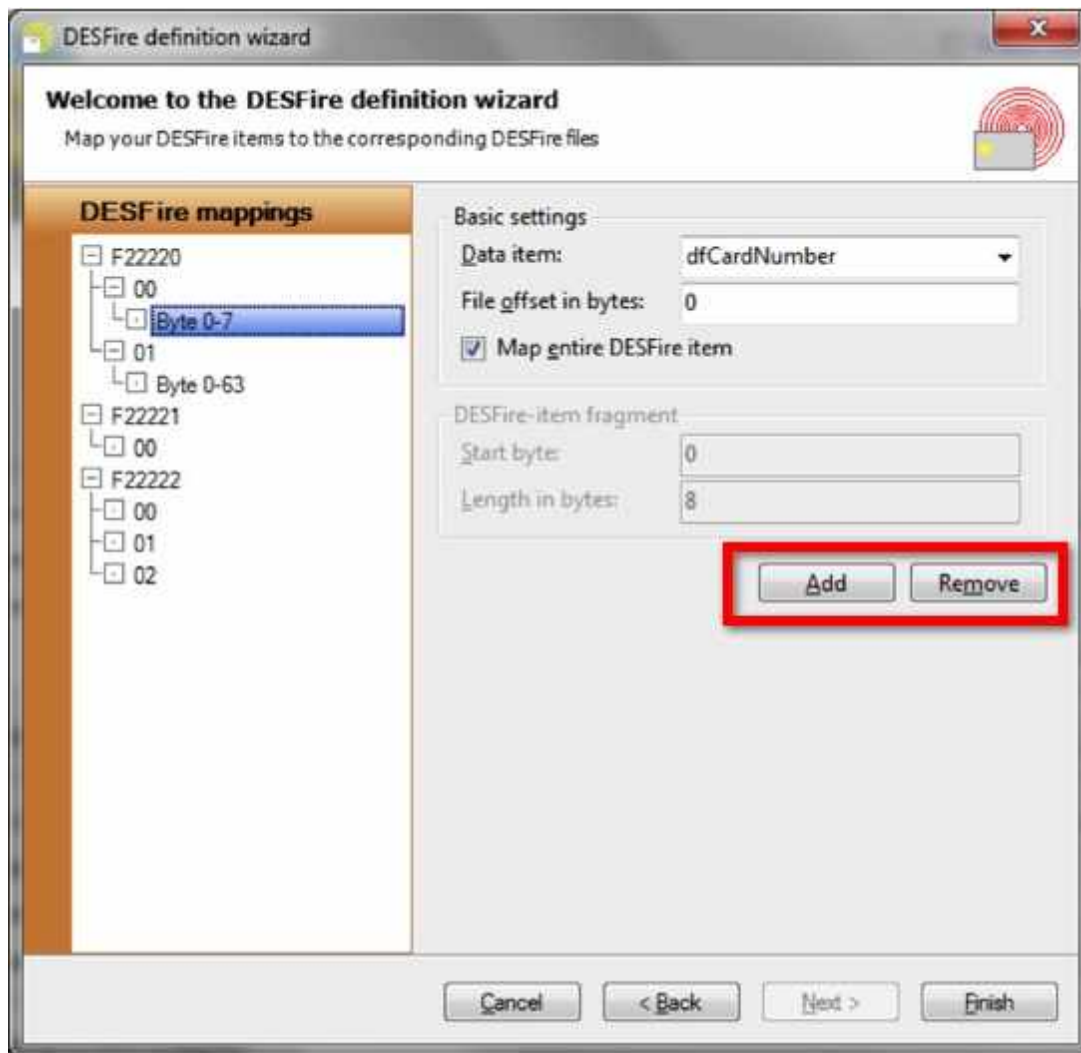 DESFire definition wizard
Welcome to the DESFire definition wizard
Map your DESFire items to the corresponding DESFire files
DESFire mappings
F22220
00
Byte 0-7
01
Byte 0-63
F22221
00
F22222
00
01
02
Basic settings
Data item: dfCardNumber
File offset in bytes: 0
Map entire DESFire item
DESFire-item fragment
Start byte: 0
Length in bytes: 8
Add Remove
Cancel < Back Next > Finish